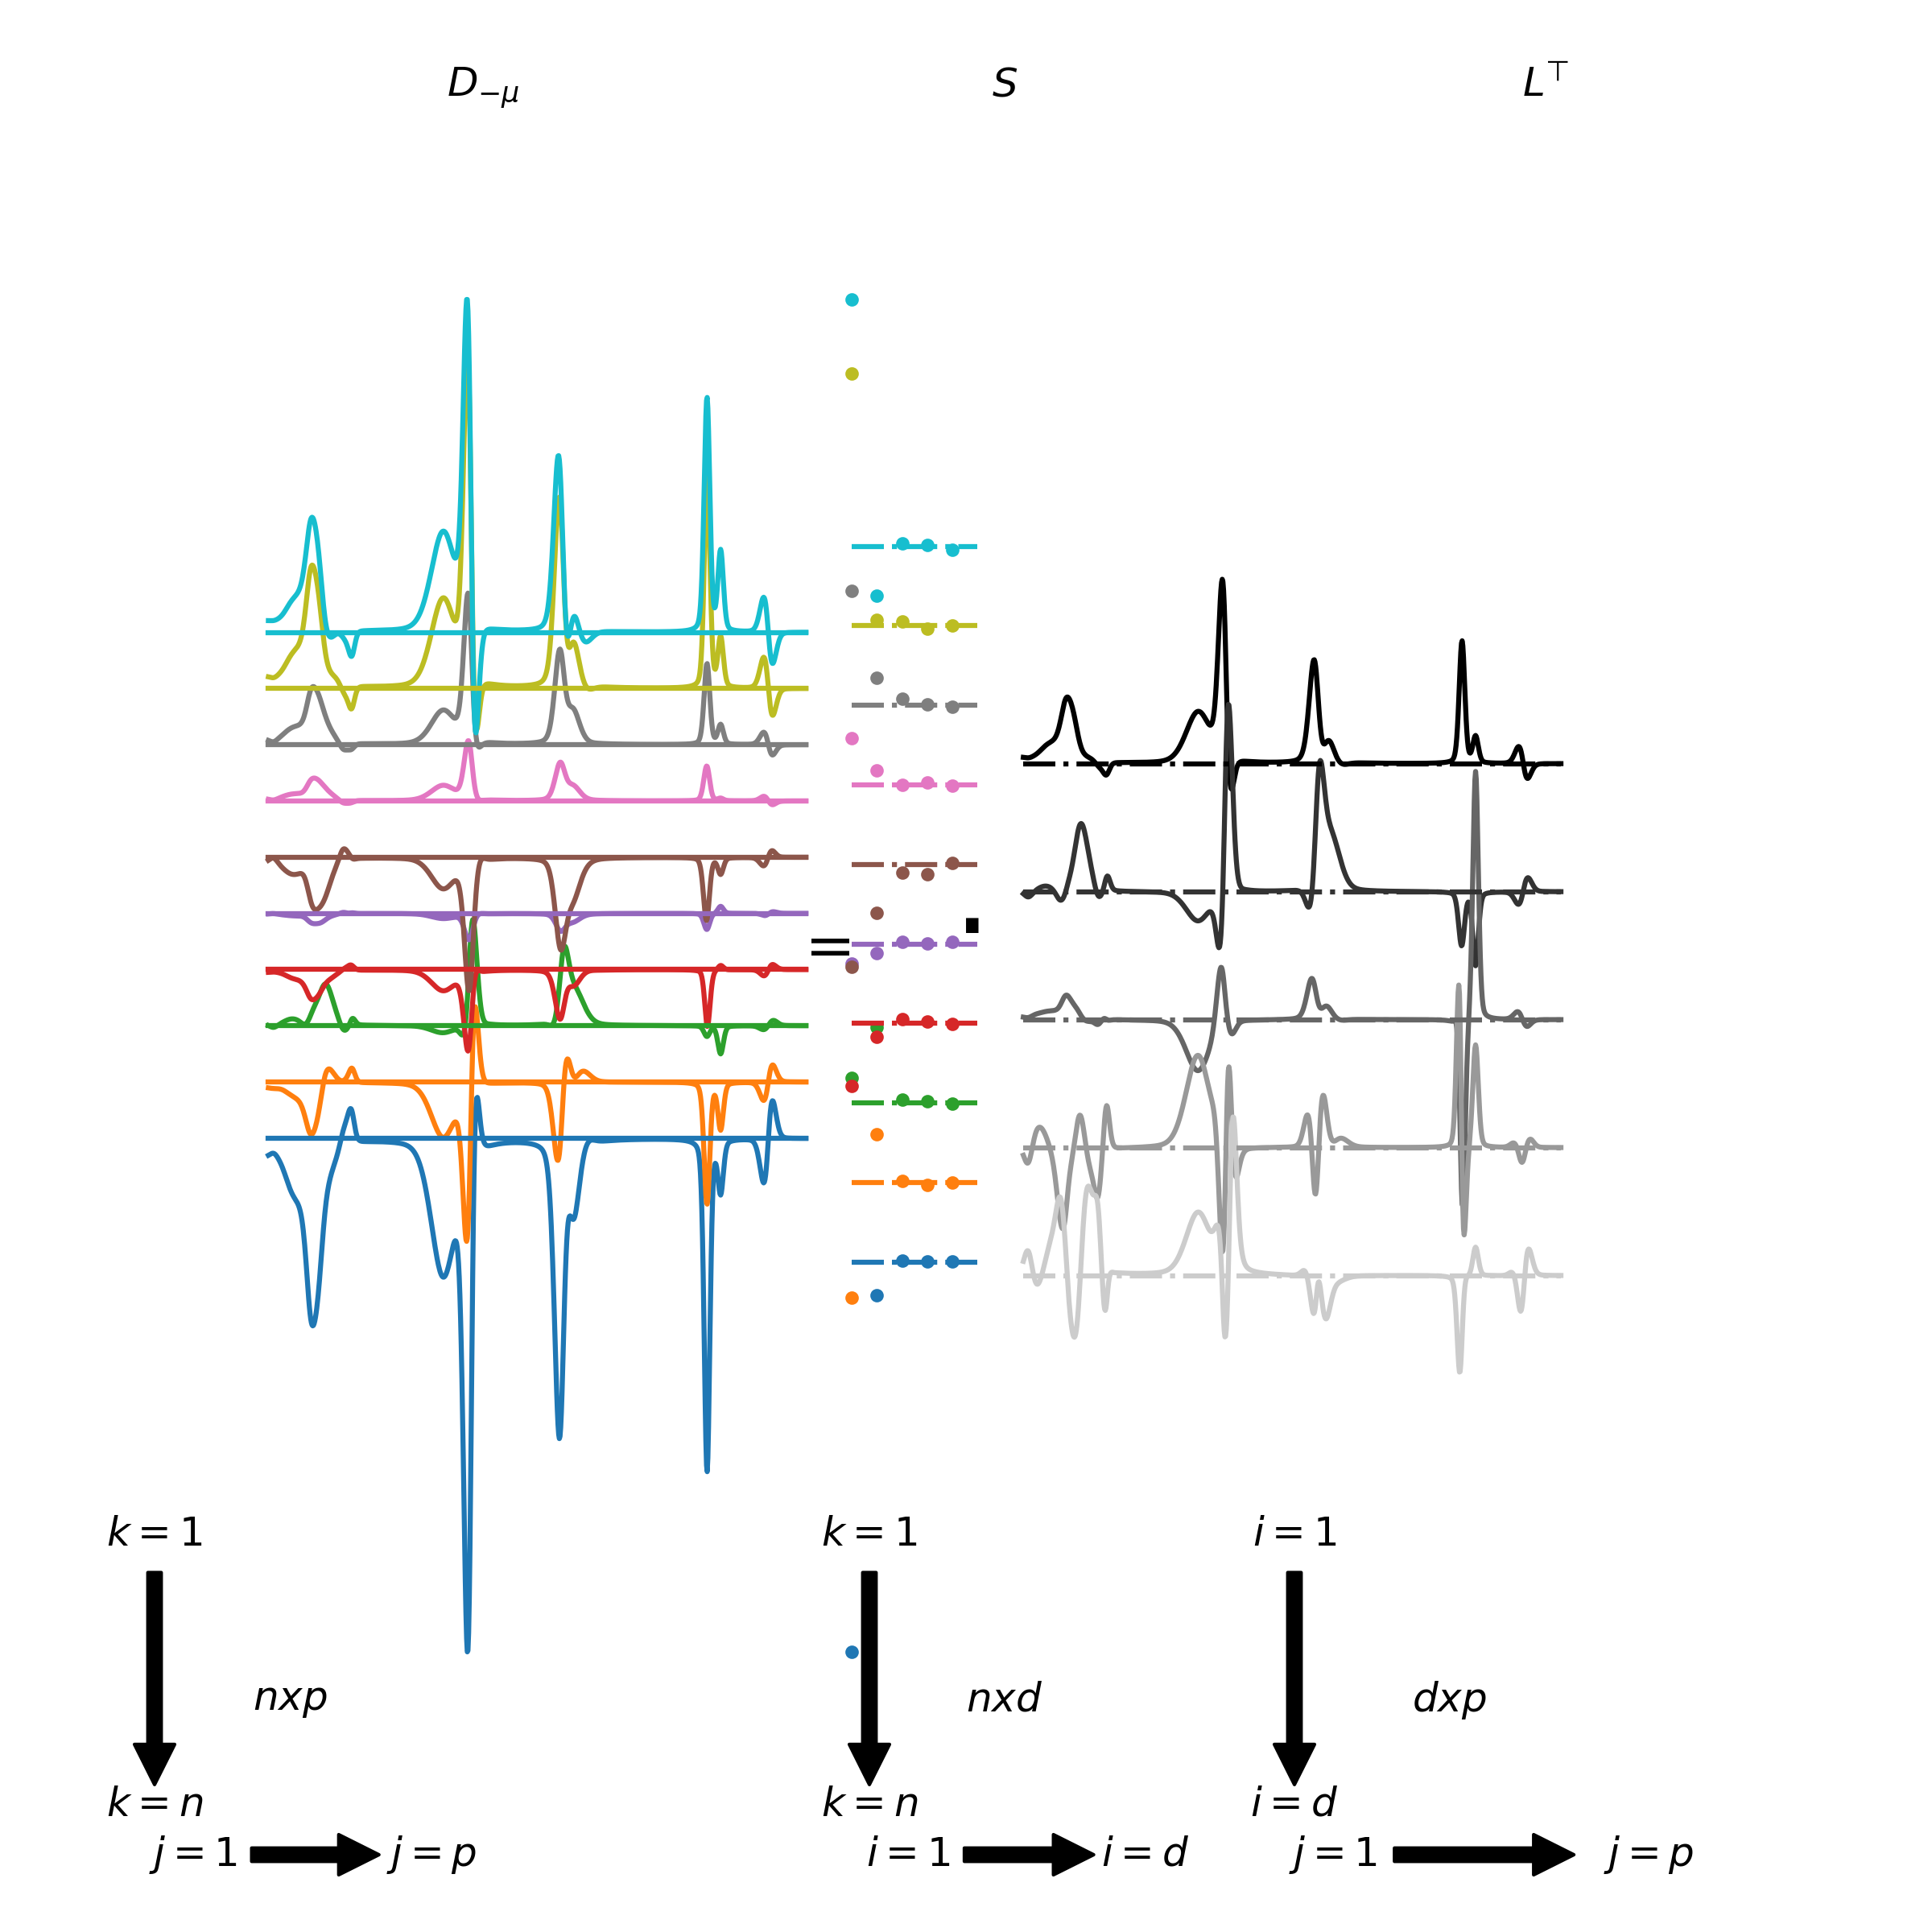 D₋μ S L⊤
= ·
k = 1 k = 1 i = 1
nxp nxd dxp
k = n k = n i = d
j = 1 j = p i = 1 i = d j = 1 j = p